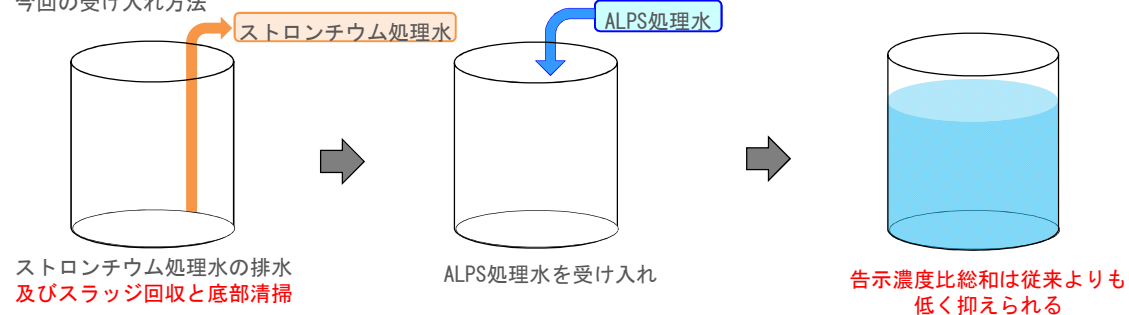 今回の受け入れ方法
ストロンチウム処理水
ALPS処理水
ストロンチウム処理水の排水
及びスラッジ回収と底部清掃
ALPS処理水を受け入れ
告示濃度比総和は従来よりも
低く抑えられる